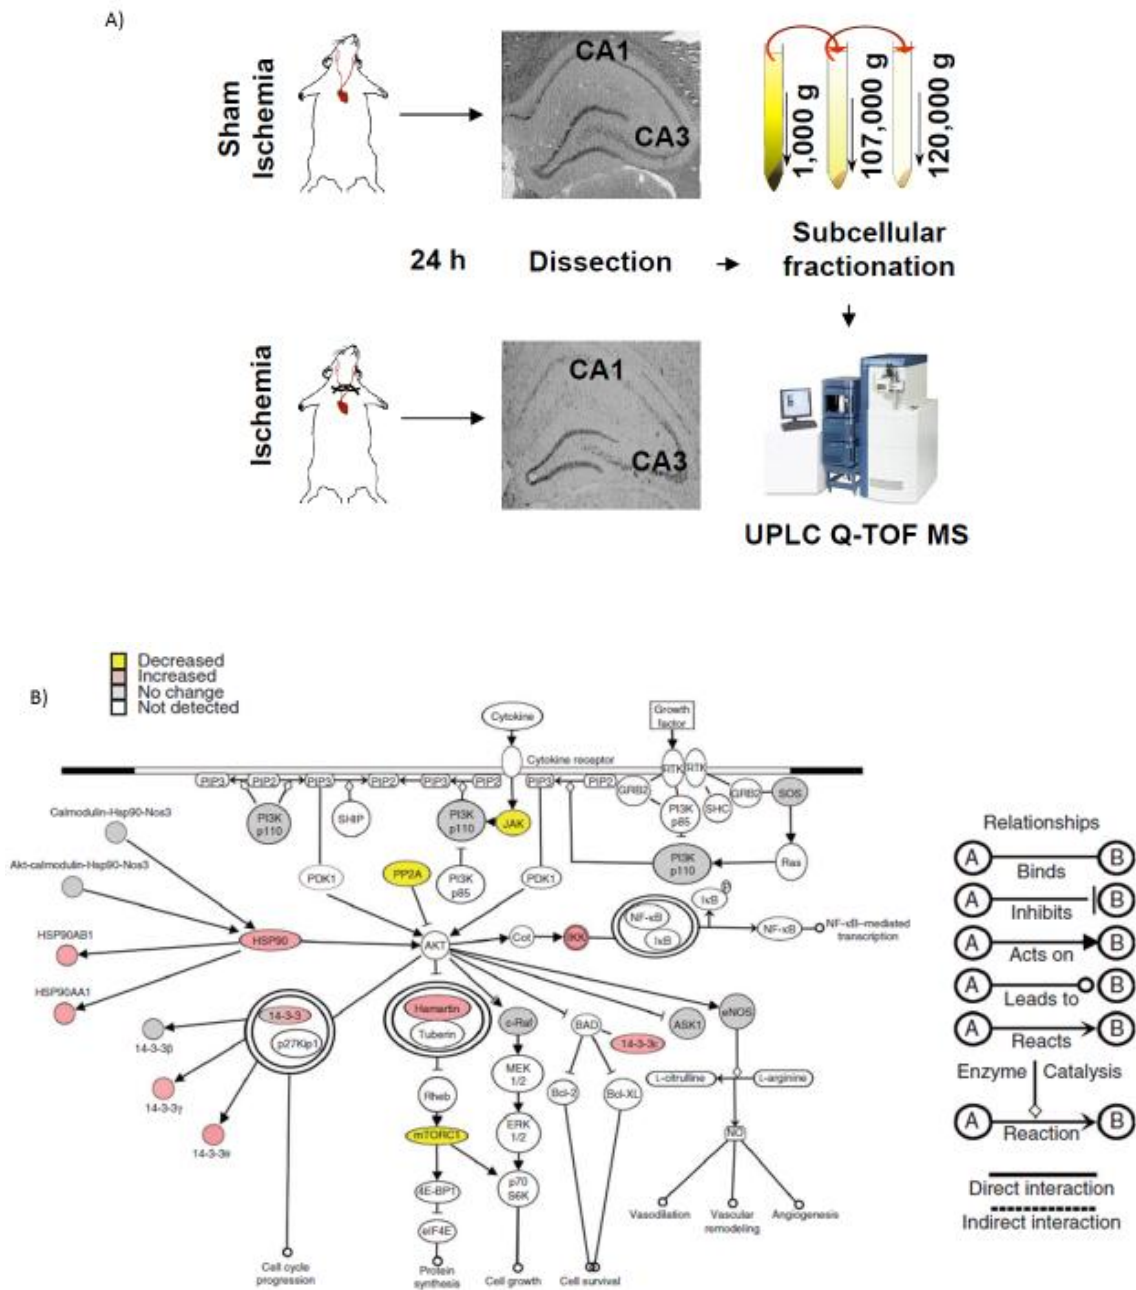 A)
Sham
Ischemia
CA1
CA3
1,000 g
107,000 g
120,000 g
24 h
Dissection
Subcellular
fractionation
Ischemia
CA1
CA3
UPLC Q-TOF MS
B)
Decreased
Increased
No change
Not detected
Cytokine
Growth
factor
Cytokine receptor
PIP3
PIP2
PIP3
PIP2
PIP3
PIP2
PIP3
PIP2
RTK
RTK
GRB2
GRB2
SOS
SHC
PI3K
p85
PI3K
p110
SHIP
PI3K
p110
JAK
Calmodulin-Hsp90-Nos3
Akt-calmodulin-Hsp90-Nos3
PDK1
PP2A
PI3K
p85
PDK1
PI3K
p110
Ras
HSP90AB1
HSP90
AKT
Cot
IKK
NF-κB
IκB
IκB
P
NF-κB
NF-κB–mediated
transcription
HSP90AA1
14-3-3
p27Kip1
14-3-3β
14-3-3γ
14-3-3θ
Hamartin
Tuberin
c-Raf
BAD
14-3-3ε
ASK1
eNOS
MEK
1/2
Bcl-2
Bcl-XL
L-citrulline
L-arginine
Rheb
mTORC1
ERK
1/2
NO
4E-BP1
p70
S6K
eIF4E
Vasodilation
Vascular
remodeling
Angiogenesis
Cell cycle
progression
Protein
synthesis
Cell growth
Cell survival
Relationships
A
B
Binds
A
B
Inhibits
A
B
Acts on
A
B
Leads to
A
B
Reacts
Enzyme
Catalysis
A
B
Reaction
Direct interaction
Indirect interaction